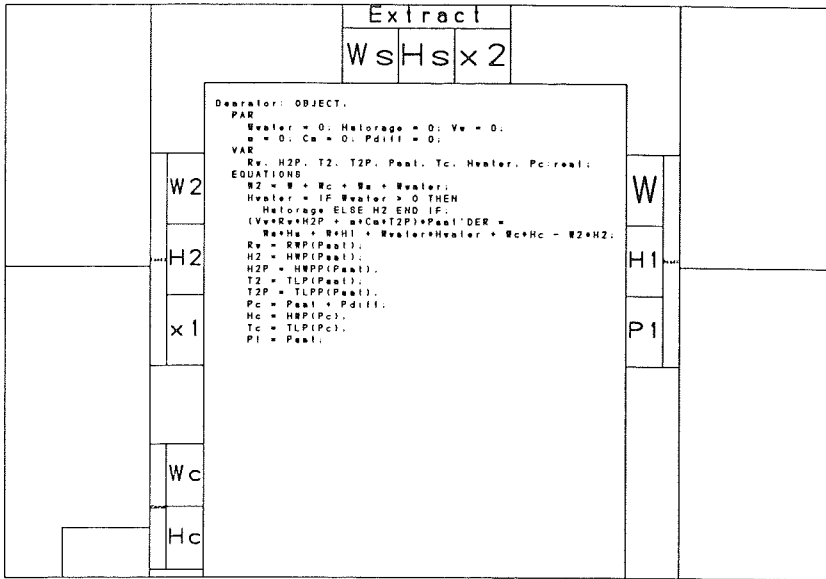 Extract
Ws Hs x2
Dearator: OBJECT;
PAR
Wwater = 0; Hstorage = 0; Vw = 0;
m = 0; Cm = 0; Pdiff = 0;
VAR
Rw, H2P, T2, T2P, Psat, Tc, Hwater, Pc:real;
EQUATIONS
W2 = W + Wc + Ws + Wwater;
Hwater = IF Wwater > 0 THEN
Hstorage ELSE H2 END IF;
(Vw*Rw*H2P + m*Cm*T2P)*Psat'DER =
Ws*Hs + W*H1 + Wwater*Hwater + Wc*Hc - W2*H2;
Rw = RWP(Psat);
H2 = HWP(Psat);
H2P = HWPP(Psat);
T2 = TLP(Psat);
T2P = TLPP(Psat);
Pc = Psat + Pdiff;
Hc = HWP(Pc);
Tc = TLP(Pc);
P1 = Psat;
W2
H2
x1
Wc
Hc
W
H1
P1